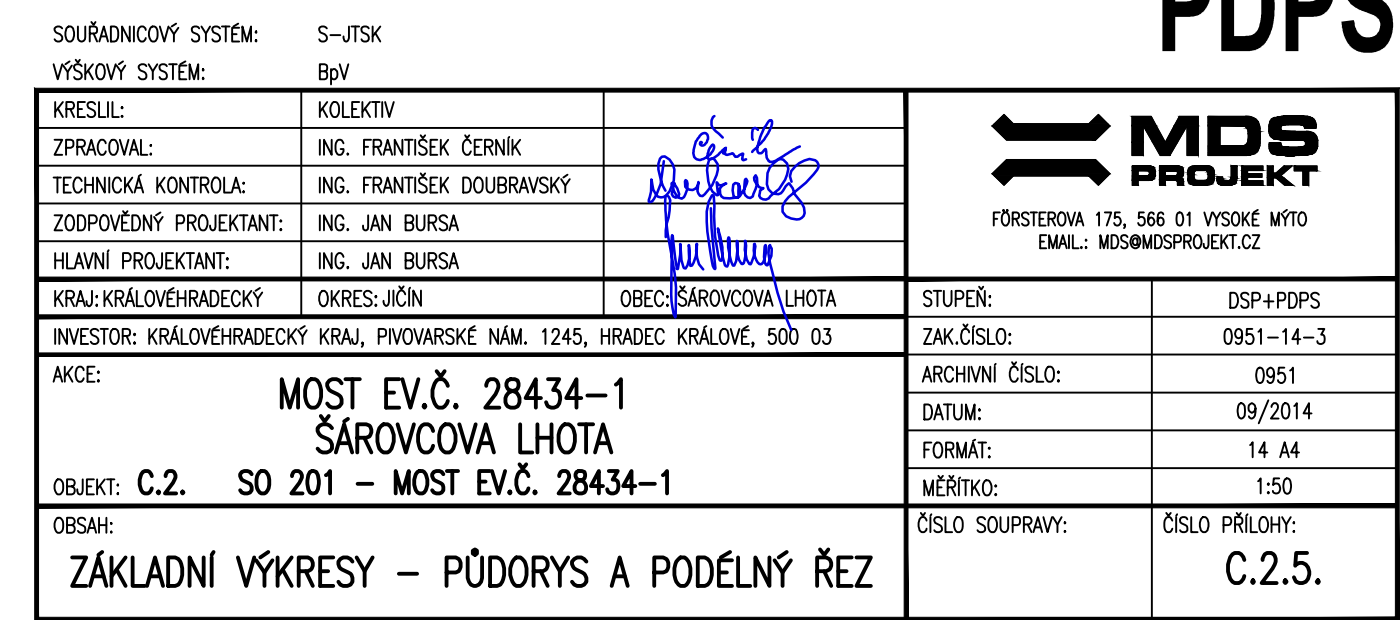 PDPS
SOUŘADNICOVÝ SYSTÉM: S-JTSK
VÝŠKOVÝ SYSTÉM: BpV
KRESLIL: KOLEKTIV
ZPRACOVAL: ING. FRANTIŠEK ČERNÍK
TECHNICKÁ KONTROLA: ING. FRANTIŠEK DOUBRAVSKÝ
ZODPOVĚDNÝ PROJEKTANT: ING. JAN BURSA
HLAVNÍ PROJEKTANT: ING. JAN BURSA
MDS
PROJEKT
FÖRSTEROVA 175, 566 01 VYSOKÉ MÝTO
EMAIL.: MDS@MDSPROJEKT.CZ
KRAJ: KRÁLOVÉHRADECKÝ OKRES: JIČÍN OBEC: ŠÁROVCOVA LHOTA
INVESTOR: KRÁLOVÉHRADECKÝ KRAJ, PIVOVARSKÉ NÁM. 1245, HRADEC KRÁLOVÉ, 500 03
AKCE:
MOST EV.Č. 28434-1
ŠÁROVCOVA LHOTA
OBJEKT: C.2. SO 201 - MOST EV.Č. 28434-1
STUPEŇ: DSP+PDPS
ZAK.ČÍSLO: 0951-14-3
ARCHIVNÍ ČÍSLO: 0951
DATUM: 09/2014
FORMÁT: 14 A4
MĚŘÍTKO: 1:50
OBSAH:
ZÁKLADNÍ VÝKRESY - PŮDORYS A PODÉLNÝ ŘEZ
ČÍSLO SOUPRAVY:
ČÍSLO PŘÍLOHY:
C.2.5.